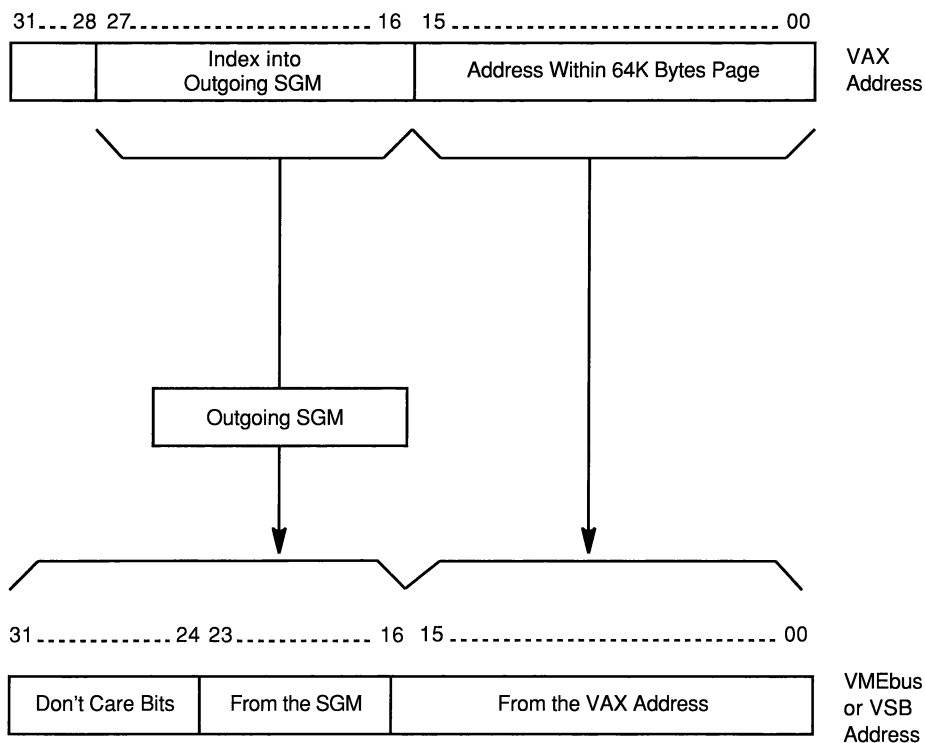 31 28 27 16 15 00
Index into
Outgoing SGM
Address Within 64K Bytes Page
VAX
Address
Outgoing SGM
31 24 23 16 15 00
Don't Care Bits
From the SGM
From the VAX Address
VMEbus
or VSB
Address